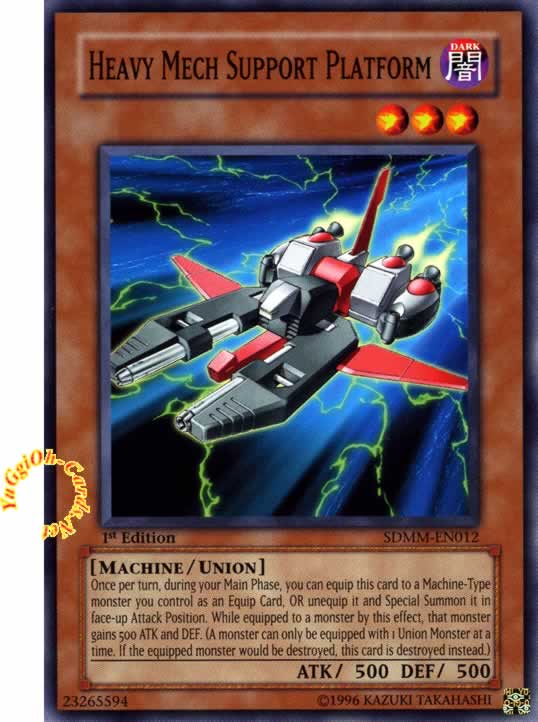 HEAVY MECH SUPPORT PLATFORM
DARK
闇
1st Edition
SDMM-EN012
YuGgiOh-Cards.Net
[MACHINE / UNION]
Once per turn, during your Main Phase, you can equip this card to a Machine-Type
monster you control as an Equip Card, OR unequip it and Special Summon it in
face-up Attack Position. While equipped to a monster by this effect, that monster
gains 500 ATK and DEF. (A monster can only be equipped with 1 Union Monster at a
time. If the equipped monster would be destroyed, this card is destroyed instead.)
ATK/ 500 DEF/ 500
23265594
©1996 KAZUKI TAKAHASHI